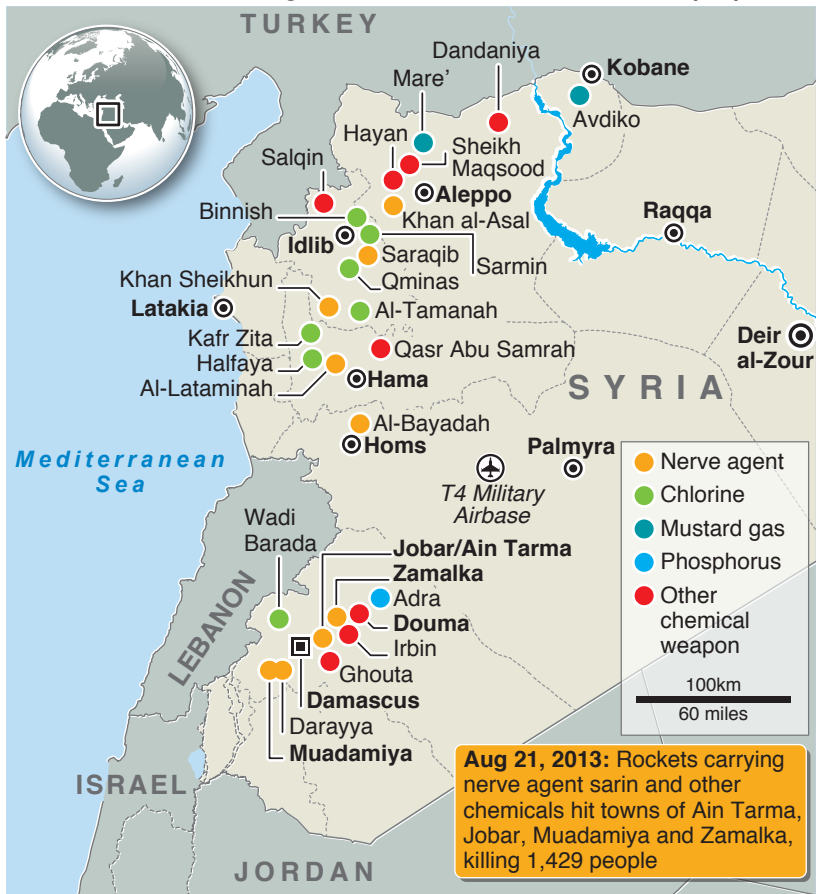 TURKEY
Dandaniya
Kobane
Mare’
Avdiko
Hayan
Sheikh
Maqsood
Salqin
Aleppo
Binnish
Khan al-Asal
Raqqa
Idlib
Saraqib
Sarmin
Qminas
Khan Sheikhun
Latakia
Al-Tamanah
Kafr Zita
Deir
al-Zour
Halfaya
Qasr Abu Samrah
Al-Lataminah
Hama
SYRIA
Al-Bayadah
Homs
Palmyra
Mediterranean
Sea
T4 Military
Airbase
Nerve agent
Chlorine
Mustard gas
Phosphorus
Other
chemical
weapon
100km
60 miles
Wadi
Barada
Jobar/Ain Tarma
Zamalka
Adra
Douma
Irbin
LEBANON
Ghouta
Damascus
Darayya
Muadamiya
ISRAEL
JORDAN
Aug 21, 2013: Rockets carrying
nerve agent sarin and other
chemicals hit towns of Ain Tarma,
Jobar, Muadamiya and Zamalka,
killing 1,429 people